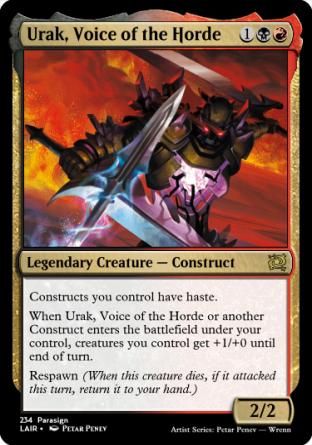 Urak, Voice of the Horde 1
Legendary Creature — Construct
Constructs you control have haste.
When Urak, Voice of the Horde or another
Construct enters the battlefield under your
control, creatures you control get +1/+0 until
end of turn.
Respawn (When this creature dies, if it attacked
this turn, return it to your hand.)
2/2
234 Parasign
LAIR • Petar Peney
Artist Series: Petar Penev — Wrenn